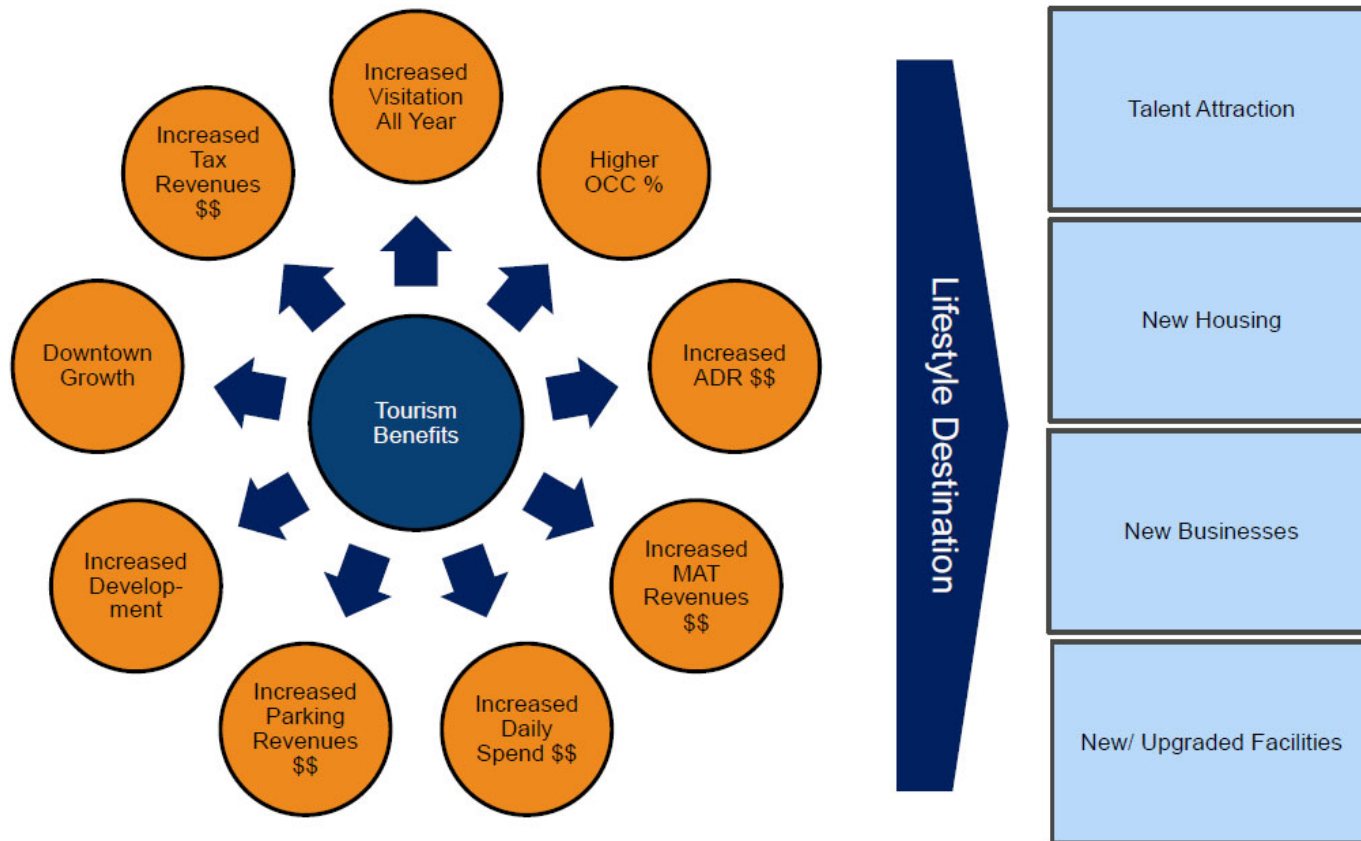 Increased
Visitation
All Year
Higher
OCC %
Increased
ADR $$
Increased
MAT
Revenues
$$
Increased
Daily
Spend $$
Increased
Parking
Revenues
$$
Increased
Develop-
ment
Downtown
Growth
Increased
Tax
Revenues
$$
Tourism
Benefits
Lifestyle Destination
Talent Attraction
New Housing
New Businesses
New/ Upgraded Facilities